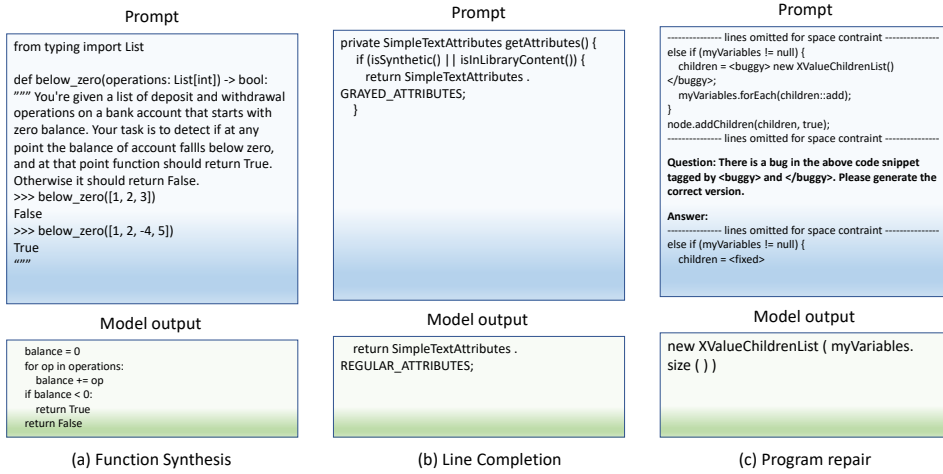 Prompt
from typing import List
def below_zero(operations: List[int]) -> bool:
””” You're given a list of deposit and withdrawal
operations on a bank account that starts with
zero balance. Your task is to detect if at any
point the balance of account fallls below zero,
and at that point function should return True.
Otherwise it should return False.
>>> below_zero([1, 2, 3])
False
>>> below_zero([1, 2, -4, 5])
True
“””
Model output
balance = 0
for op in operations:
balance += op
if balance < 0:
return True
return False
(a) Function Synthesis
Prompt
private SimpleTextAttributes getAttributes() {
if (isSynthetic() || isInLibraryContent()) {
return SimpleTextAttributes .
GRAYED_ATTRIBUTES;
}
Model output
return SimpleTextAttributes .
REGULAR_ATTRIBUTES;
(b) Line Completion
Prompt
--------------- lines omitted for space contraint ---------------
else if (myVariables != null) {
children = <buggy> new XValueChildrenList()
</buggy>;
myVariables.forEach(children::add);
}
node.addChildren(children, true);
--------------- lines omitted for space contraint ---------------
Question: There is a bug in the above code snippet
tagged by <buggy> and </buggy>. Please generate the
correct version.
Answer:
--------------- lines omitted for space contraint ---------------
else if (myVariables != null) {
children = <fixed>
Model output
new XValueChildrenList ( myVariables.
size ( ) )
(c) Program repair